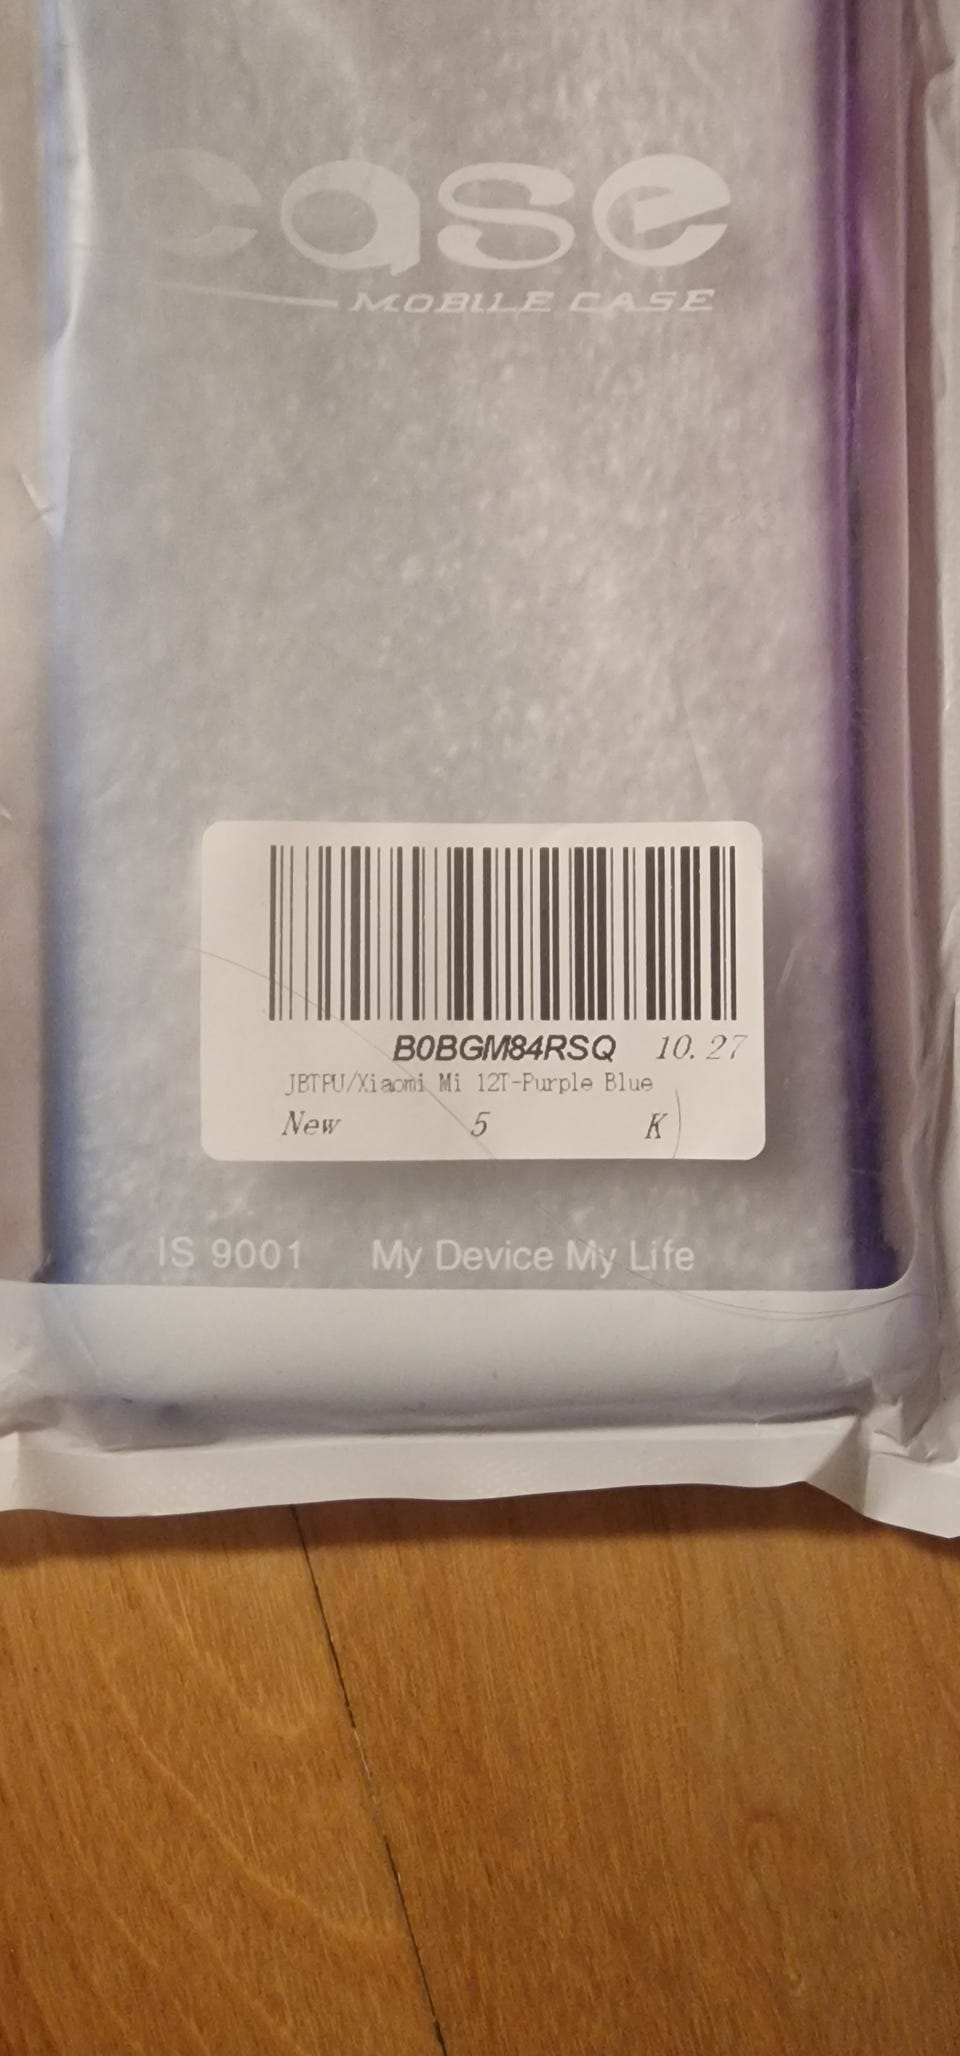 case
MOBILE CASE
B0BGM84RSQ 10.27
JBTPU/Xiaomi Mi 12T-Purple Blue
New 5 K
IS 9001 My Device My Life